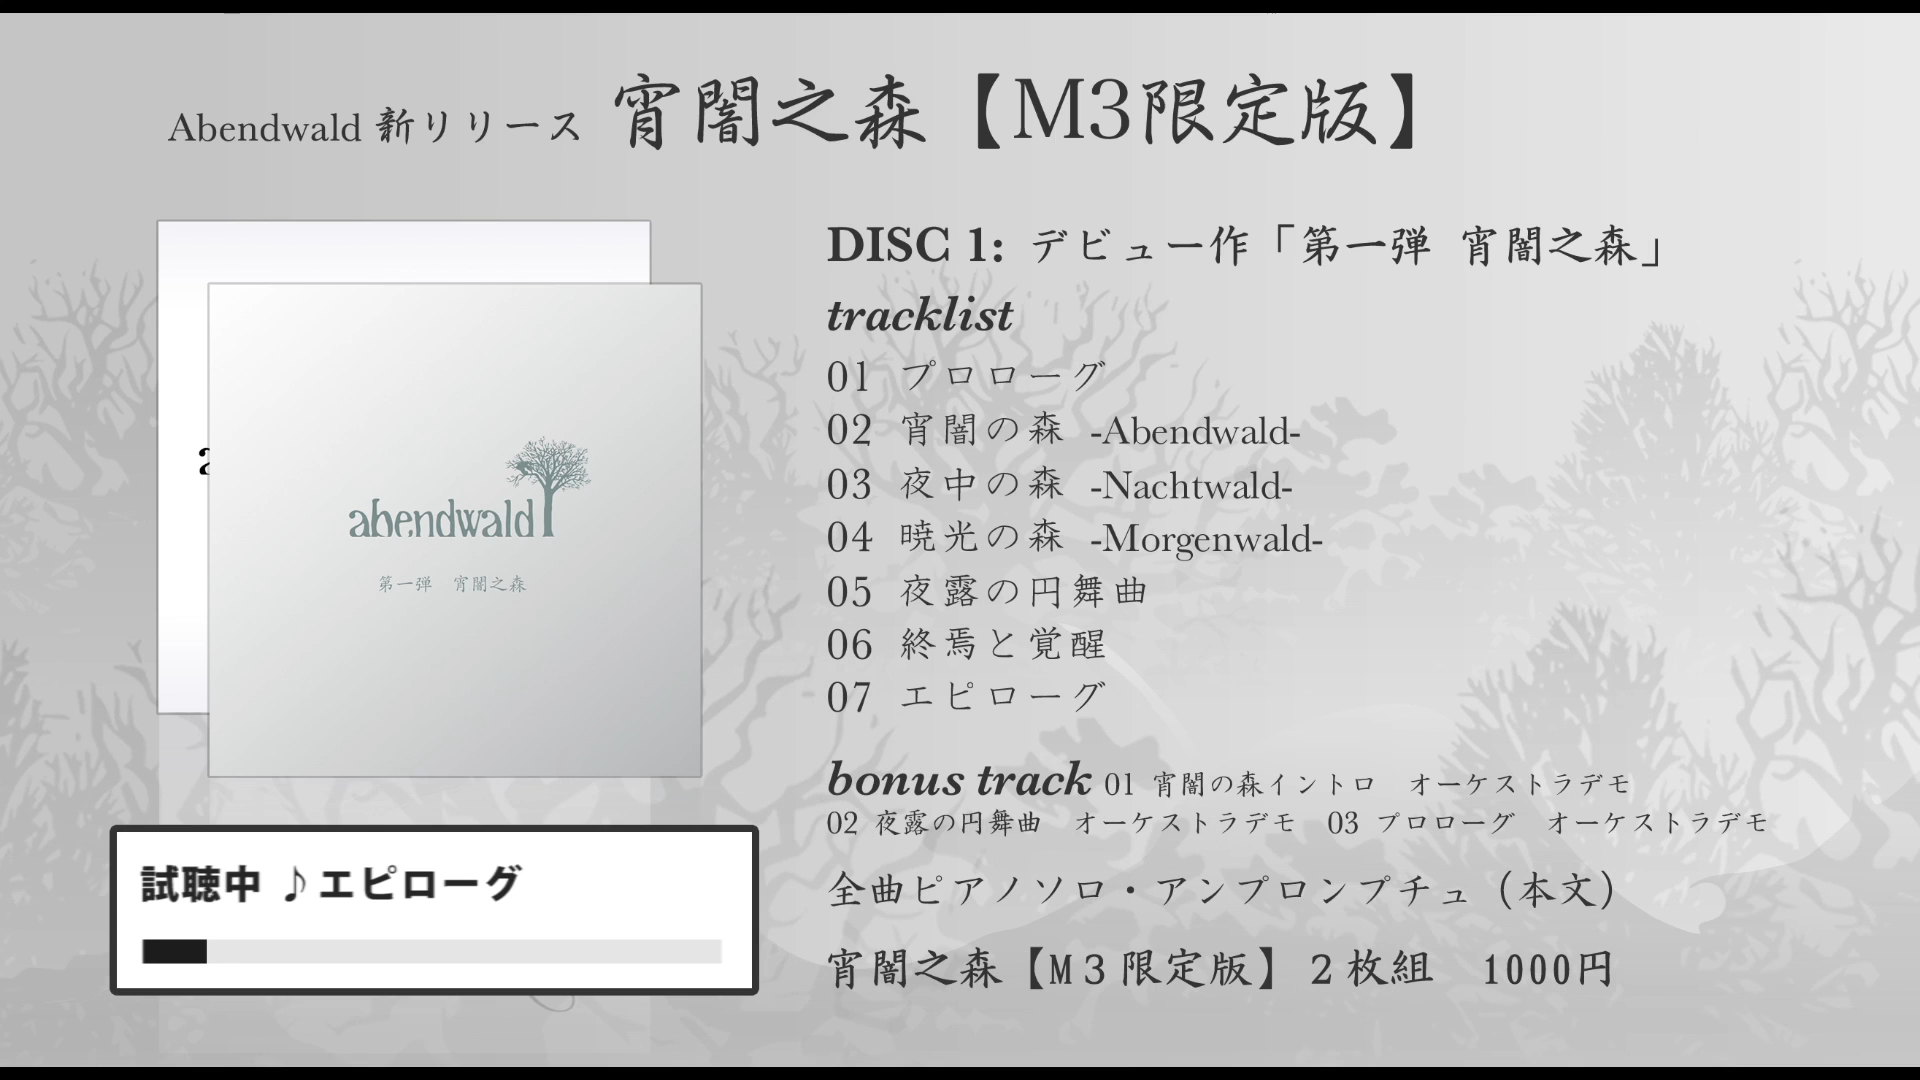 Abendwald 新リリース 宵闇之森【M3限定版】
DISC 1: デビュー作「第一弾 宵闇之森」
tracklist
01 プロローグ
02 宵闇の森 -Abendwald-
03 夜中の森 -Nachtwald-
04 暁光の森 -Morgenwald-
05 夜露の円舞曲
06 終焉と覚醒
07 エピローグ
bonus track 01 宵闇の森イントロ　オーケストラデモ
02 夜露の円舞曲　オーケストラデモ　03 プロローグ　オーケストラデモ
全曲ピアノソロ・アンプロンプチュ（本文）
宵闇之森【M３限定版】２枚組　1000円
a
abendwald
第一弾　宵闇之森
試聴中 ♪エピローグ